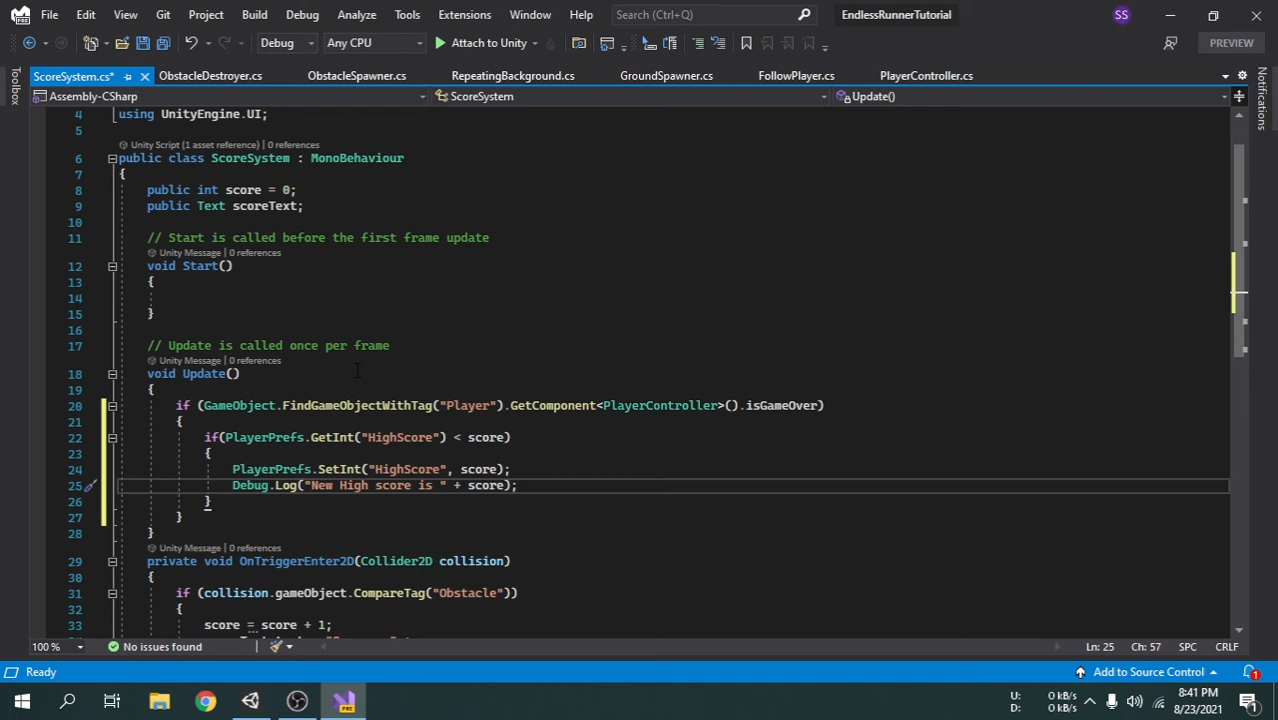 File Edit View Git Project Build Debug Analyze Tools Extensions Window Help Search (Ctrl+Q) EndlessRunnerTutorial SS
Debug Any CPU Attach to Unity PREVIEW
ScoreSystem.cs* ObstacleDestroyer.cs ObstacleSpawner.cs RepeatingBackground.cs GroundSpawner.cs FollowPlayer.cs PlayerController.cs
Toolbox
Notifications
Assembly-CSharp ScoreSystem Update()
4 using UnityEngine.UI;
5
Unity Script (1 asset reference) | 0 references
6 public class ScoreSystem : MonoBehaviour
7 {
8 public int score = 0;
9 public Text scoreText;
10
11 // Start is called before the first frame update
Unity Message | 0 references
12 void Start()
13 {
14
15 }
16
17 // Update is called once per frame
Unity Message | 0 references
18 void Update()
19 {
20 if (GameObject.FindGameObjectWithTag("Player").GetComponent<PlayerController>().isGameOver)
21 {
22 if(PlayerPrefs.GetInt("HighScore") < score)
23 {
24 PlayerPrefs.SetInt("HighScore", score);
25 Debug.Log("New High score is " + score);
26 }
27 }
28 }
Unity Message | 0 references
29 private void OnTriggerEnter2D(Collider2D collision)
30 {
31 if (collision.gameObject.CompareTag("Obstacle"))
32 {
33 score = score + 1;
100 % No issues found Ln: 25 Ch: 57 SPC CRLF
Ready Add to Source Control 1
PRE U: 0 kB/s
D: 0 kB/s
8:41 PM
8/23/2021
1